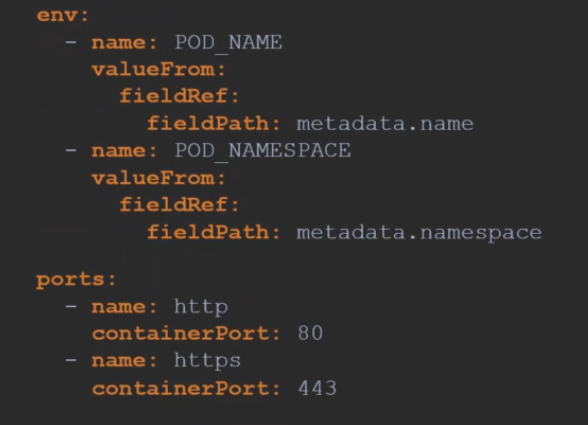 env:
  - name: POD_NAME
    valueFrom:
      fieldRef:
        fieldPath: metadata.name
  - name: POD_NAMESPACE
    valueFrom:
      fieldRef:
        fieldPath: metadata.namespace
ports:
  - name: http
    containerPort: 80
  - name: https
    containerPort: 443